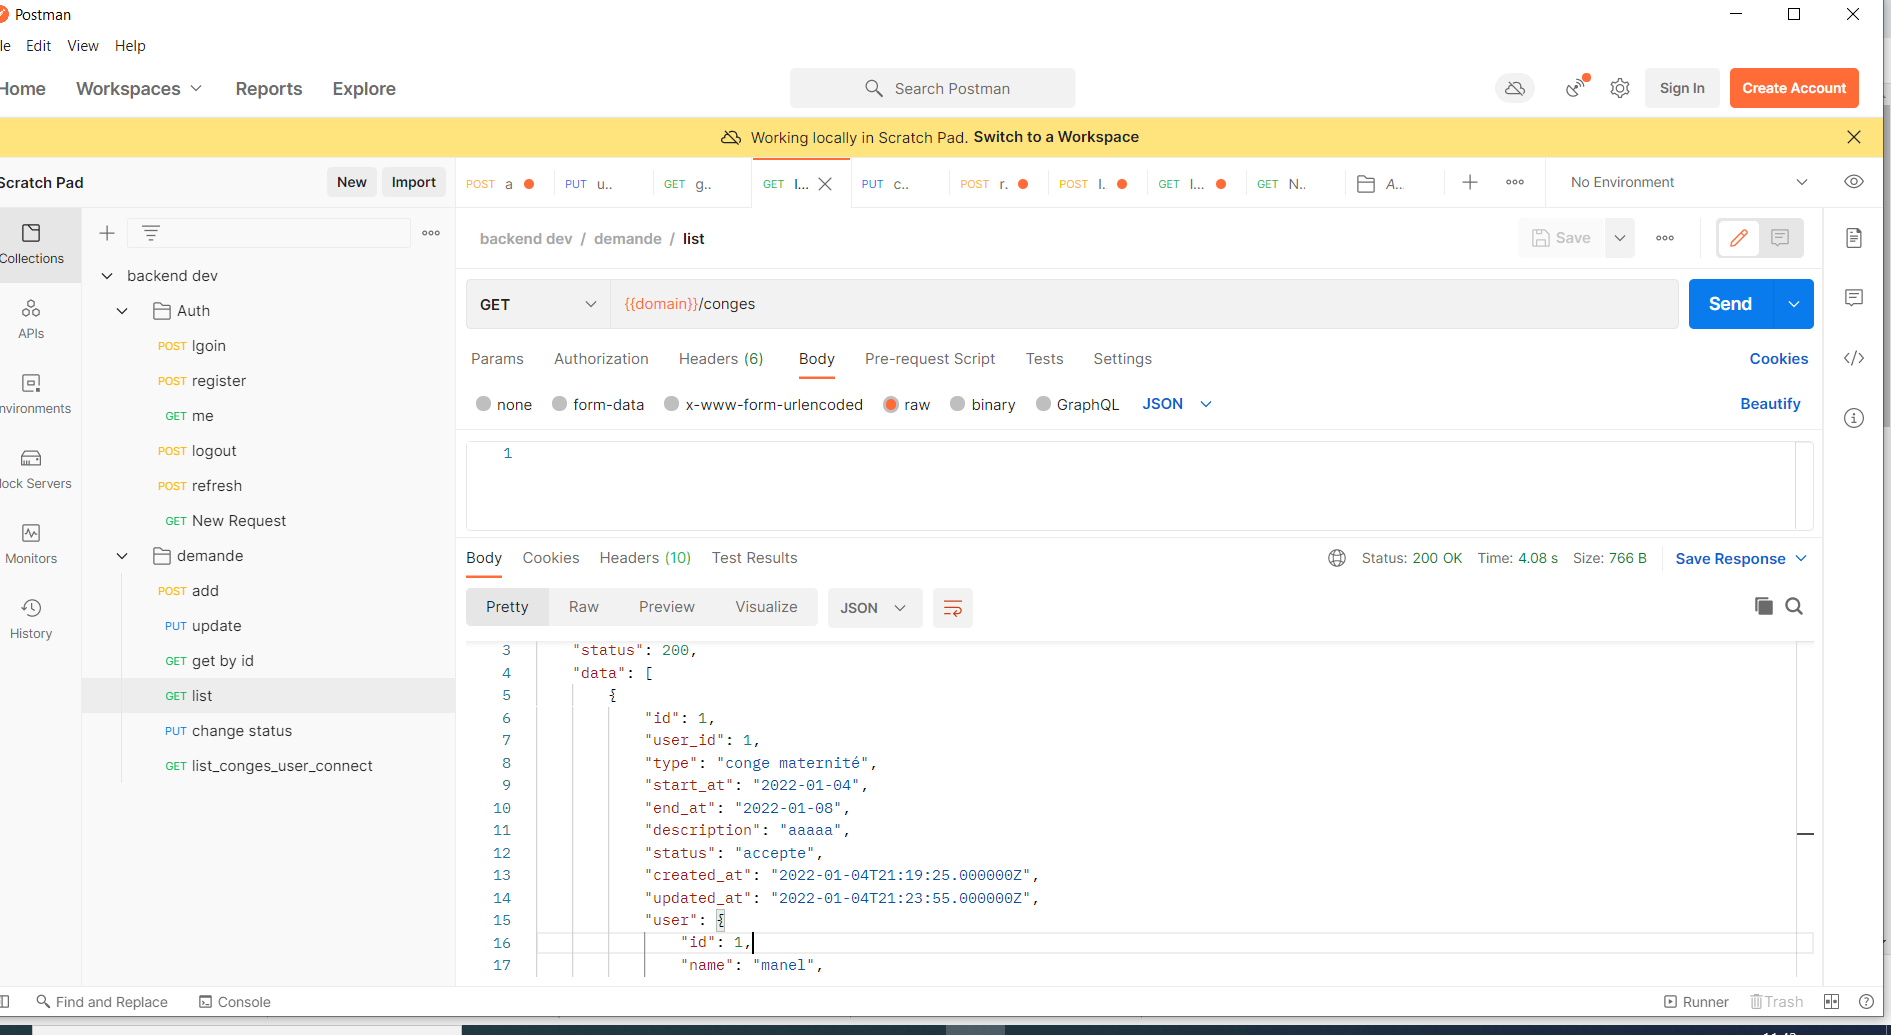 Postman
le Edit View Help
Home Workspaces Reports Explore Search Postman Sign In Create Account
Working locally in Scratch Pad. Switch to a Workspace
Scratch Pad New Import
POST a PUT u.. GET g.. GET l... PUT c.. POST r. POST l. GET l... GET N.. A.. No Environment
Collections
APIs
nvironments
lock Servers
Monitors
History
backend dev
Auth
POST lgoin
POST register
GET me
POST logout
POST refresh
GET New Request
demande
POST add
PUT update
GET get by id
GET list
PUT change status
GET list_conges_user_connect
backend dev / demande / list Save
GET {{domain}}/conges Send
Params Authorization Headers (6) Body Pre-request Script Tests Settings Cookies
none form-data x-www-form-urlencoded raw binary GraphQL JSON Beautify
1
Body Cookies Headers (10) Test Results Status: 200 OK Time: 4.08 s Size: 766 B Save Response
Pretty Raw Preview Visualize JSON
3 "status": 200,
4 "data": [
5 {
6 "id": 1,
7 "user_id": 1,
8 "type": "conge maternité",
9 "start_at": "2022-01-04",
10 "end_at": "2022-01-08",
11 "description": "aaaaa",
12 "status": "accepte",
13 "created_at": "2022-01-04T21:19:25.000000Z",
14 "updated_at": "2022-01-04T21:23:55.000000Z",
15 "user": {
16 "id": 1,
17 "name": "manel",
Find and Replace Console Runner Trash